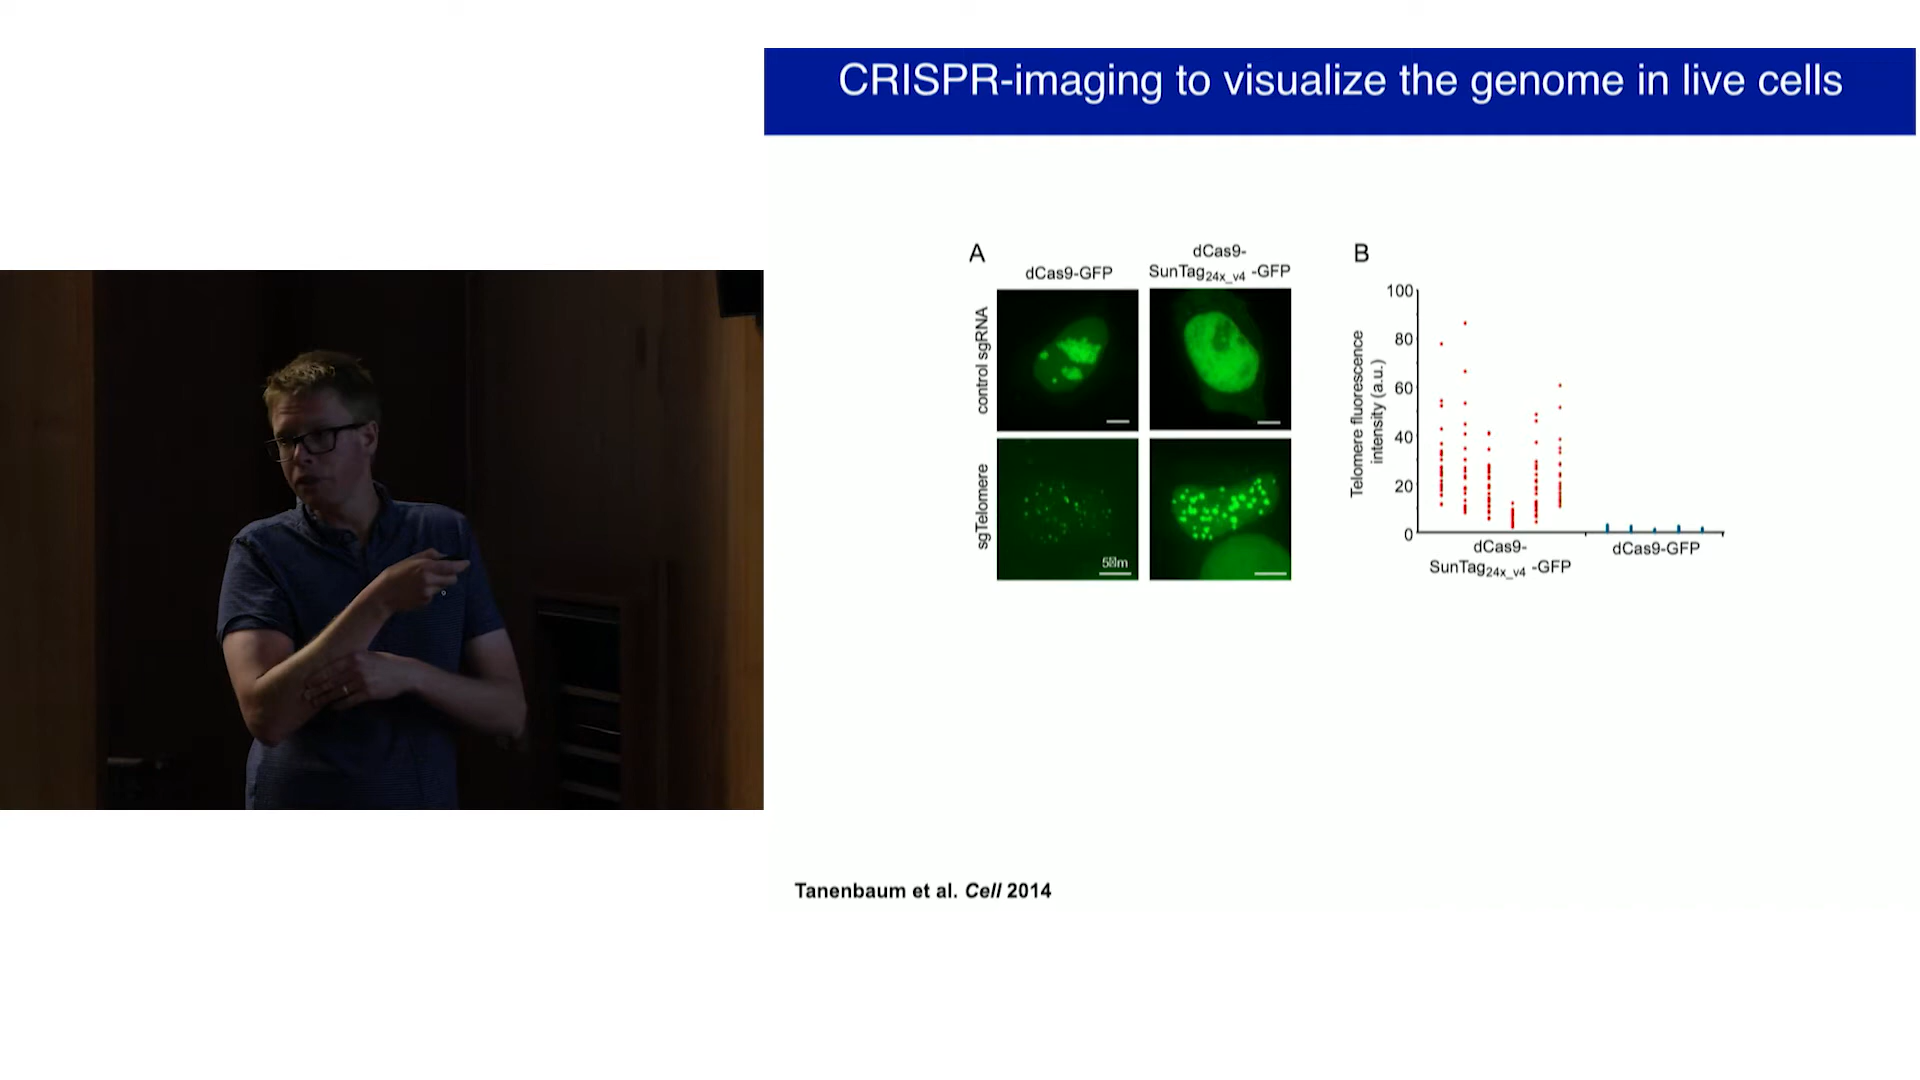 CRISPR-imaging to visualize the genome in live cells
A
dCas9-GFP
dCas9-
SunTag24x_v4 -GFP
control sgRNA
sgTelomere
5m
B
Telomere fluorescence
intensity (a.u.)
100
80
60
40
20
0
dCas9-
SunTag24x_v4 -GFP
dCas9-GFP
Tanenbaum et al. Cell 2014